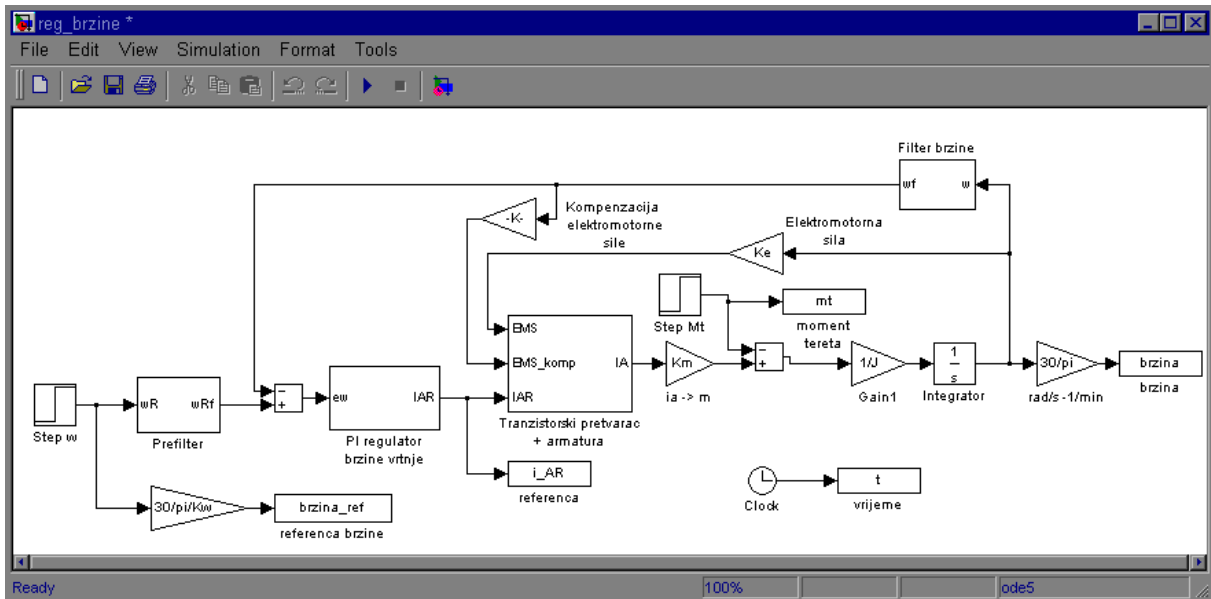 reg_brzine *
File Edit View Simulation Format Tools
Filter brzine
wf w
-K-
Kompenzacija
elektromotorne
sile
Elektromotorna
sila
Ke
Step Mt
mt
moment
tereta
EMS
EMS_komp
IAR
IA
Tranzistorski pretvarac
+ armatura
Km
ia -> m
−
+
1/J
Gain1
1
s
Integrator
30/pi
rad/s -1/min
brzina
brzina
Step w
wR wRf
Prefilter
−
+
ew IAR
PI regulator
brzine vrtnje
i_AR
referenca
Clock
t
vrijeme
30/pi/Kw
brzina_ref
referenca brzine
Ready
100%
ode5